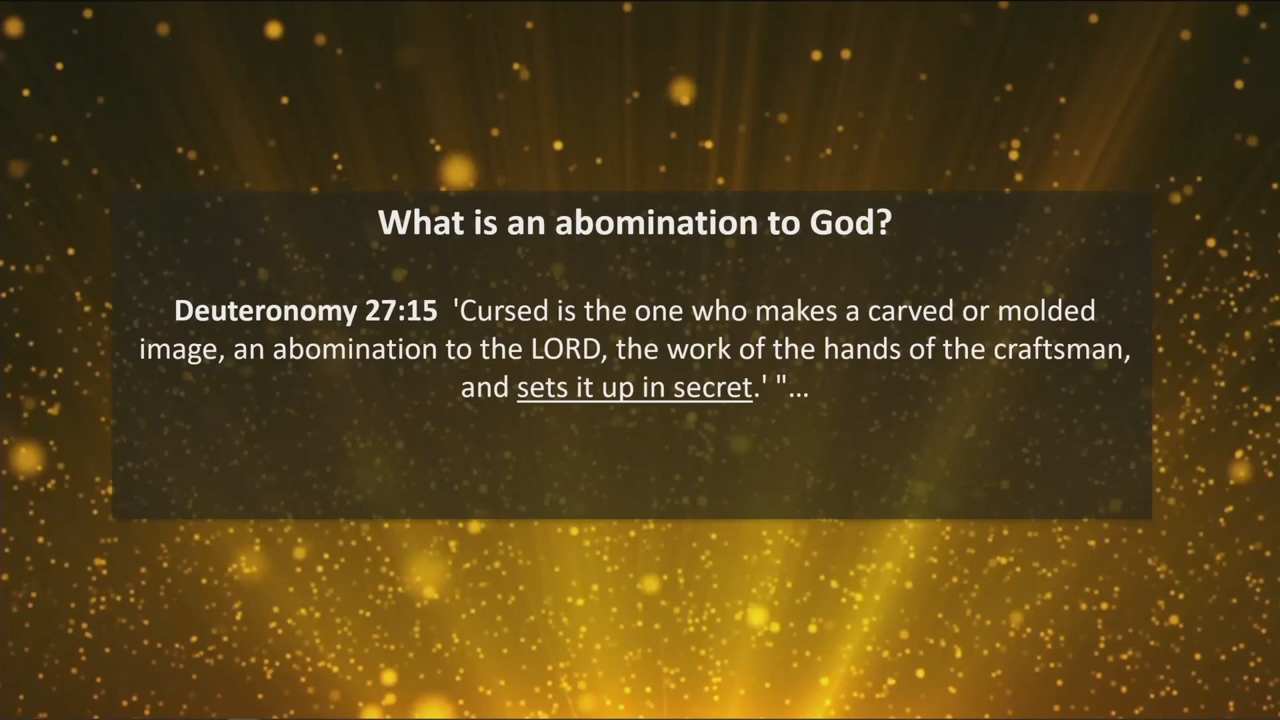 What is an abomination to God?
Deuteronomy 27:15 'Cursed is the one who makes a carved or molded
image, an abomination to the LORD, the work of the hands of the craftsman,
and sets it up in secret.' "...